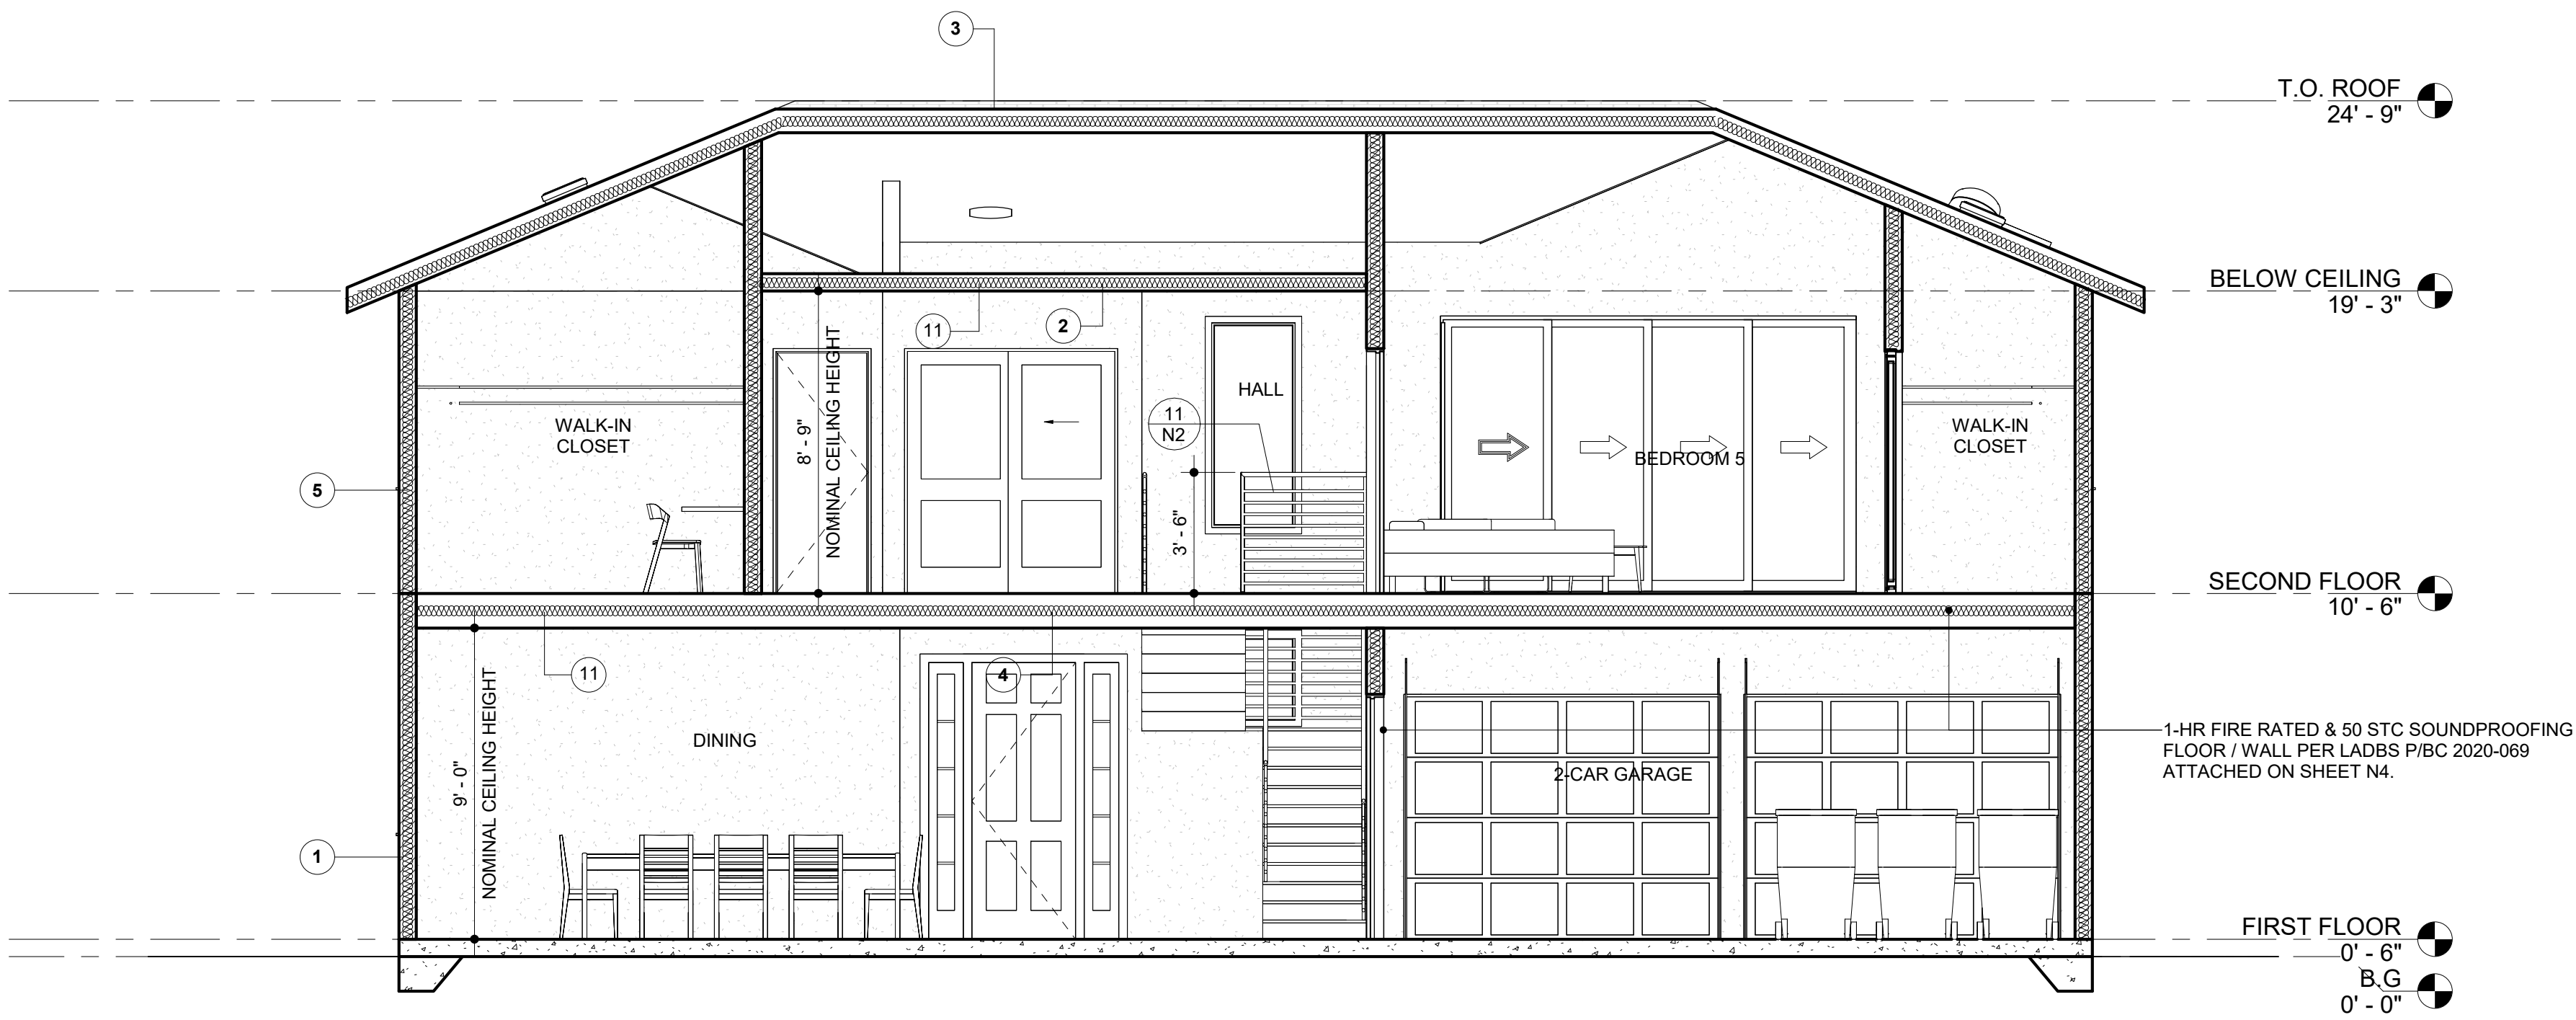 3
T.O. ROOF
24' - 9"
BELOW CEILING
19' - 3"
11
2
8' - 9"
NOMINAL CEILING HEIGHT
HALL
11
N2
WALK-IN
CLOSET
BEDROOM 5
WALK-IN
CLOSET
5
3' - 6"
SECOND FLOOR
10' - 6"
11
4
9' - 0"
NOMINAL CEILING HEIGHT
DINING
2-CAR GARAGE
1-HR FIRE RATED & 50 STC SOUNDPROOFING
FLOOR / WALL PER LADBS P/BC 2020-069
ATTACHED ON SHEET N4.
1
FIRST FLOOR
0' - 6"
B.G
0' - 0"